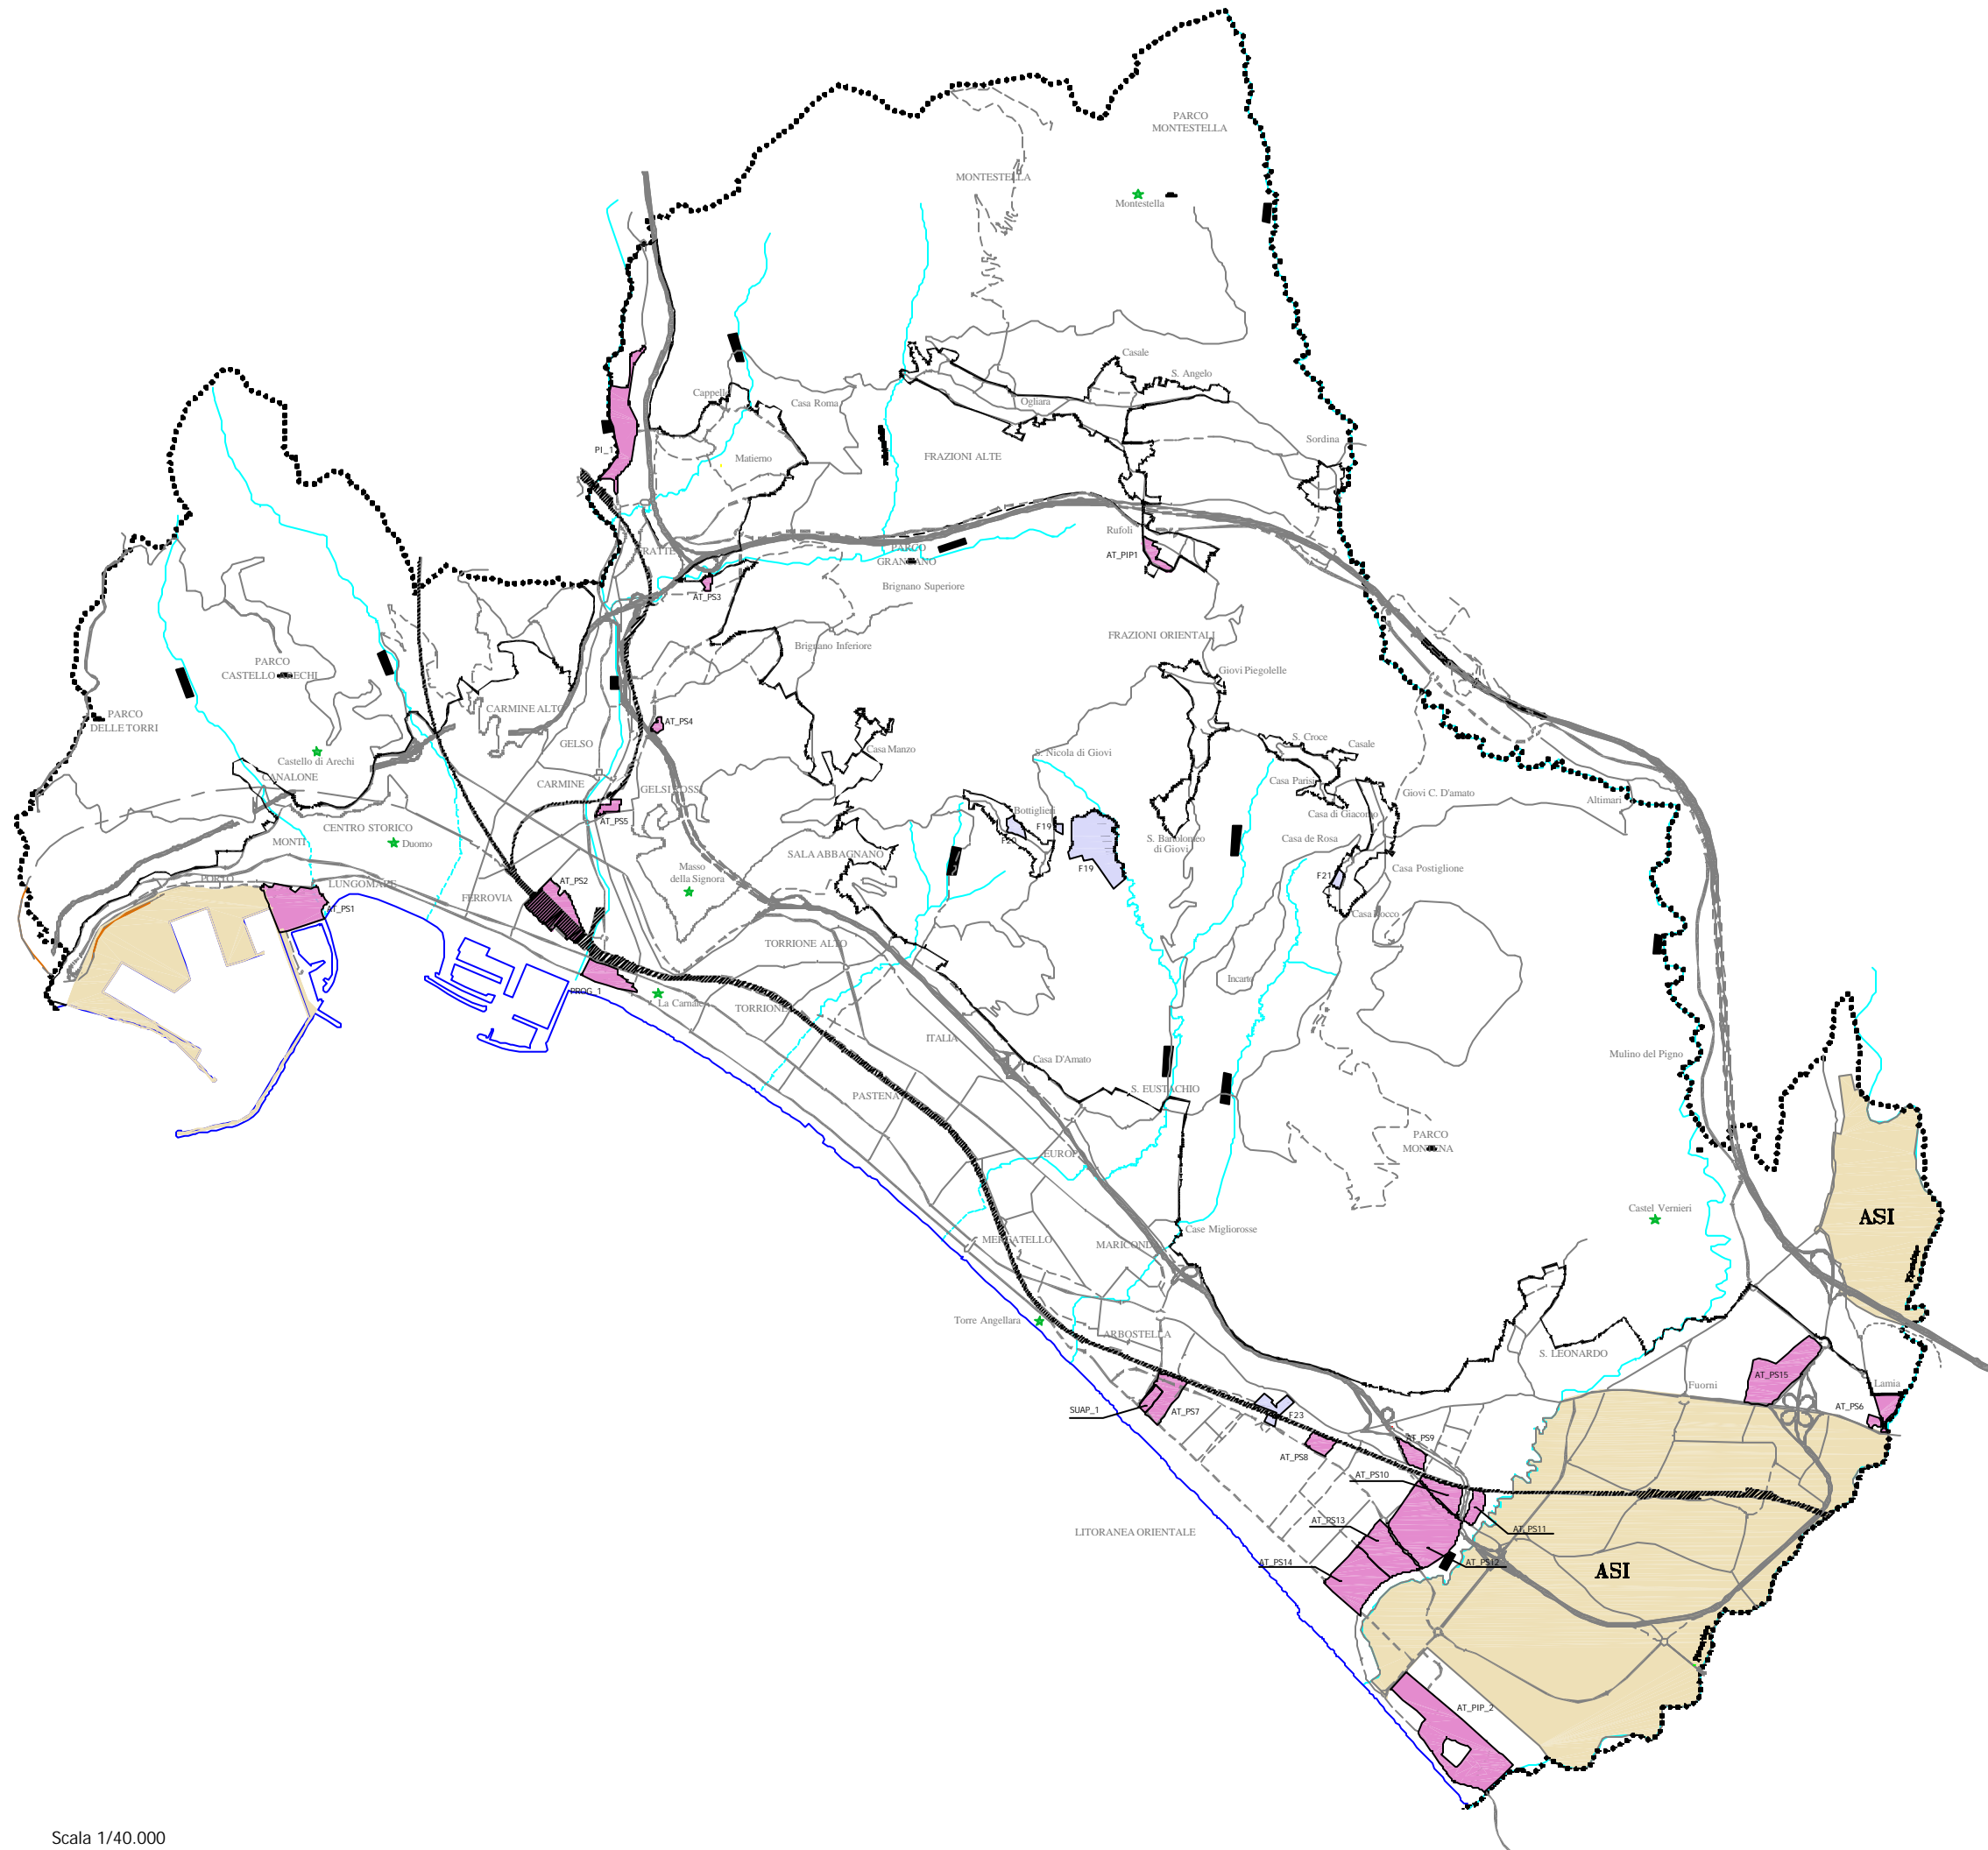 PARCO
MONTESTELLA
MONTESTELLA
Montestella
Casale
S. Angelo
Cappelle
Casa Roma
Ogliara
Sordina
PI_1
Matierno
FRAZIONI ALTE
Rufoli
FRATTE
PARCO
GRANCANO
AT_PIP1
AT_PS3
Brignano Superiore
FRAZIONI ORIENTALI
Brignano Inferiore
PARCO
CASTELLO ARECHI
Giovi Piegolelle
PARCO
DELLE TORRI
CARMINE ALTO
AT_PS4
GELSO
Casa Manzo
S. Nicola di Giovi
S. Croce
Casale
Castello di Arechi
CANALONE
CARMINE
GELSI ROSSI
Casa Parisi
Giovi C. D'amato
Altimari
AT_PS5
Bottiglieri
Casa di Giacomo
CENTRO STORICO
F19
MONTI
Duomo
F20
S. Bartolomeo
di Giovi
Casa de Rosa
SALA ABBAGNANO
Masso
della Signora
F19
Casa Postiglione
PORTO
LUNGOMARE
AT_PS2
F21
FERROVIA
AT_PS1
Casa Rocco
TORRIONE ALTO
Incarto
PROG_1
La Carnale
TORRIONE
ITALIA
Casa D'Amato
Mulino del Pigno
PASTENA
S. EUSTACHIO
PARCO
MONTENA
EUROPA
Castel Vernieri
ASI
Case Migliorosse
MERCATELLO
MARICONDA
Torre Angellara
ARBOSTELLA
S. LEONARDO
AT_PS15
Fuorni
Lamia
SUAP_1
AT_PS7
AT_PS6
F23
AT_PS9
AT_PS8
AT_PS10
AT_PS13
AT_PS11
LITORANEA ORIENTALE
AT_PS14
AT_PS12
ASI
AT_PIP_2
Scala 1/40.000